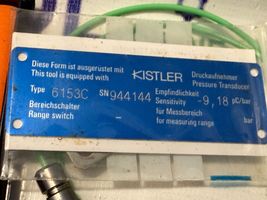 Diese Form ist ausgerüstet mit
This tool is equipped with
KISTLER
Druckaufnehmer
Pressure Transducer
Type 6153C SN 944144
Empfindlichkeit
Sensitivity -9,18 pC/bar
Bereichschalter
Range switch
für Messbereich
for measuring range bar